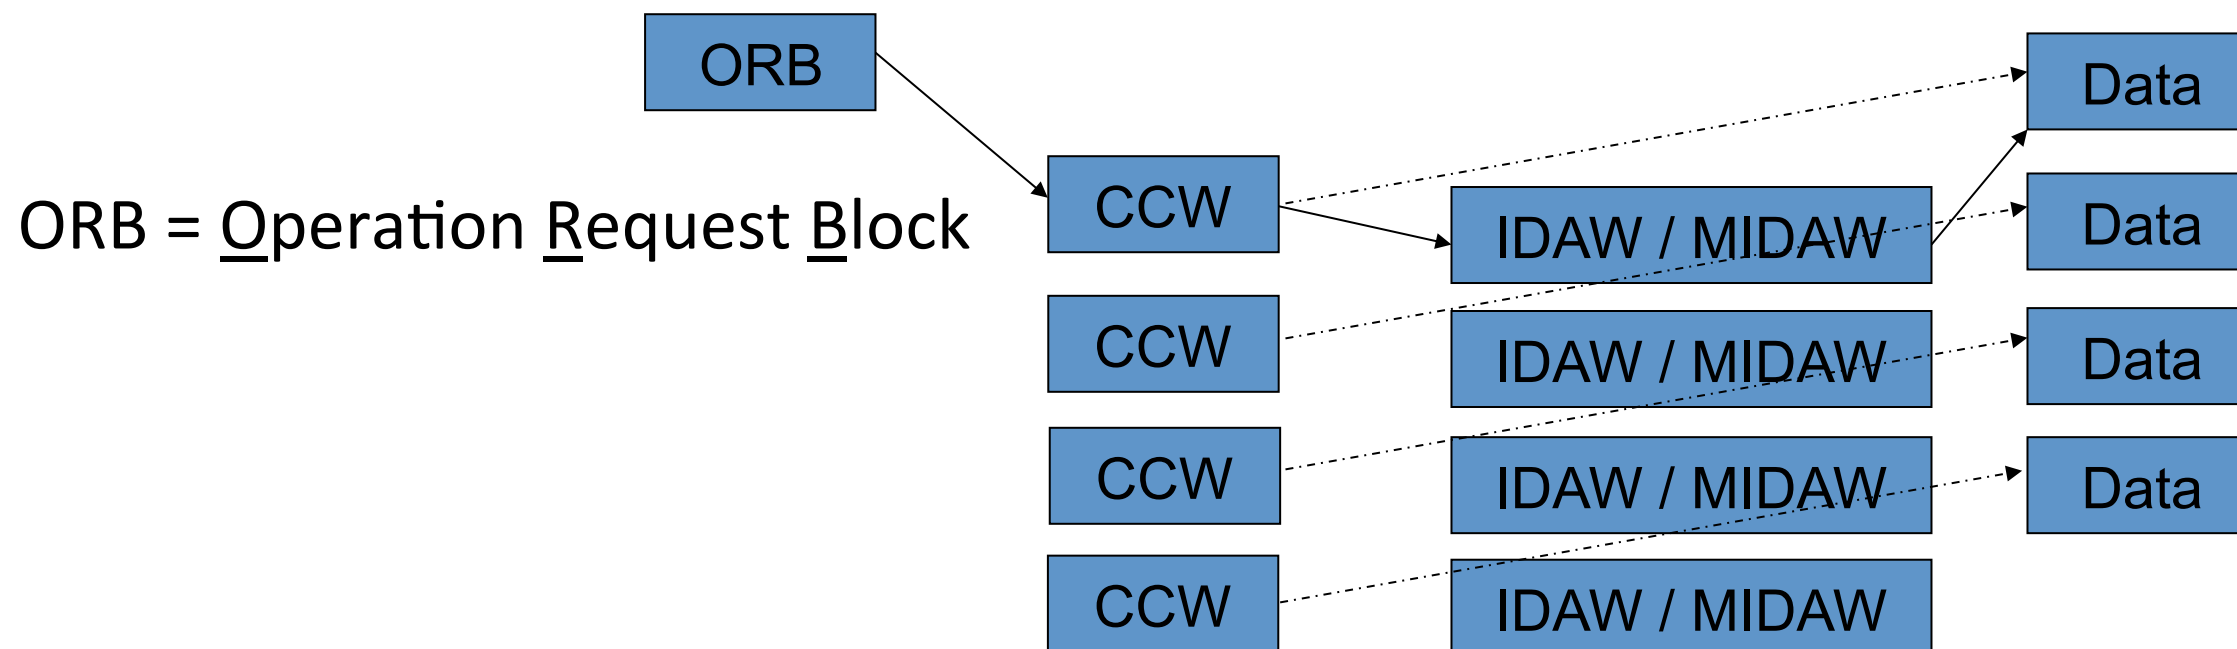 ORB
Data
CCW
ORB = Operation Request Block
IDAW / MIDAW
Data
CCW
IDAW / MIDAW
Data
CCW
IDAW / MIDAW
Data
CCW
IDAW / MIDAW